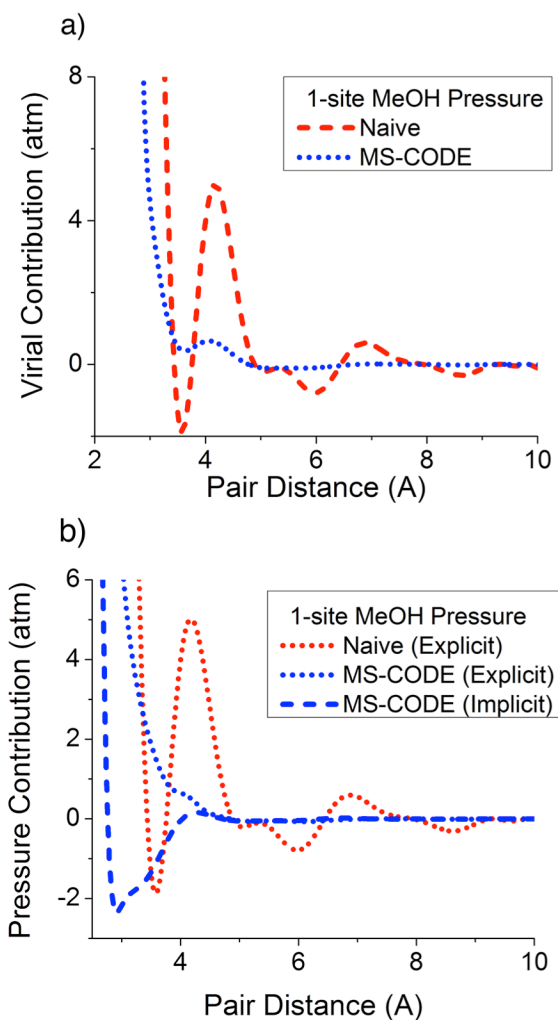 a)
8
4
0
Virial Contribution (atm)
1-site MeOH Pressure
Naive
MS-CODE
2 4 6 8 10
Pair Distance (A)
b)
6
4
2
0
-2
Pressure Contribution (atm)
1-site MeOH Pressure
Naive (Explicit)
MS-CODE (Explicit)
MS-CODE (Implicit)
4 6 8 10
Pair Distance (A)